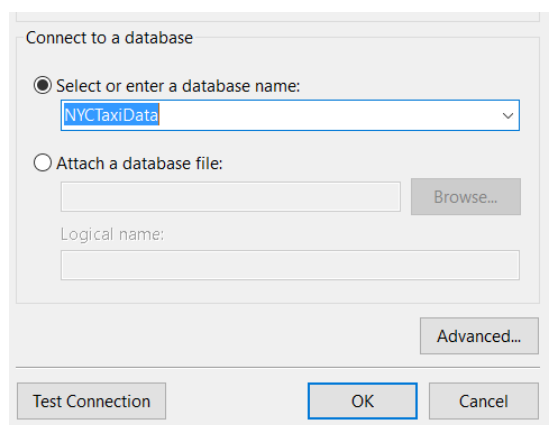 Connect to a database
Select or enter a database name:
NYCTaxiData
Attach a database file:
Browse...
Logical name:
Advanced...
Test Connection OK Cancel